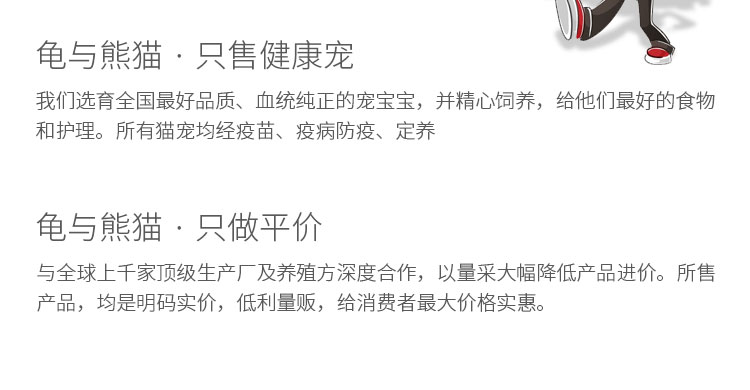 龟与熊猫 · 只售健康宠
我们选育全国最好品质、血统纯正的宠宝宝，并精心饲养，给他们最好的食物
和护理。所有猫宠均经疫苗、疫病防疫、定养
龟与熊猫 · 只做平价
与全球上千家顶级生产厂及养殖方深度合作，以量采大幅降低产品进价。所售
产品，均是明码实价，低利量贩，给消费者最大价格实惠。